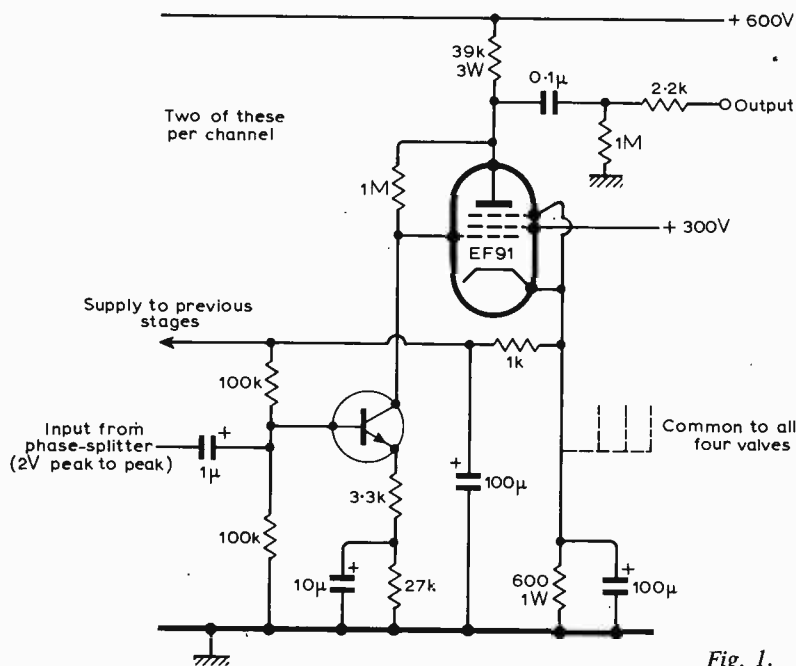 + 600V
39k
3W
0·1µ
2·2k
Output
Two of these
per channel
1M
1M
+ 300V
EF91
Supply to previous
stages
1k
100k
Input from
phase-splitter
(2V peak to peak)
+
1µ
Common to all
four valves
3·3k
+
100µ
100k
+
10µ
27k
600
1W
+
100µ
Fig. 1.